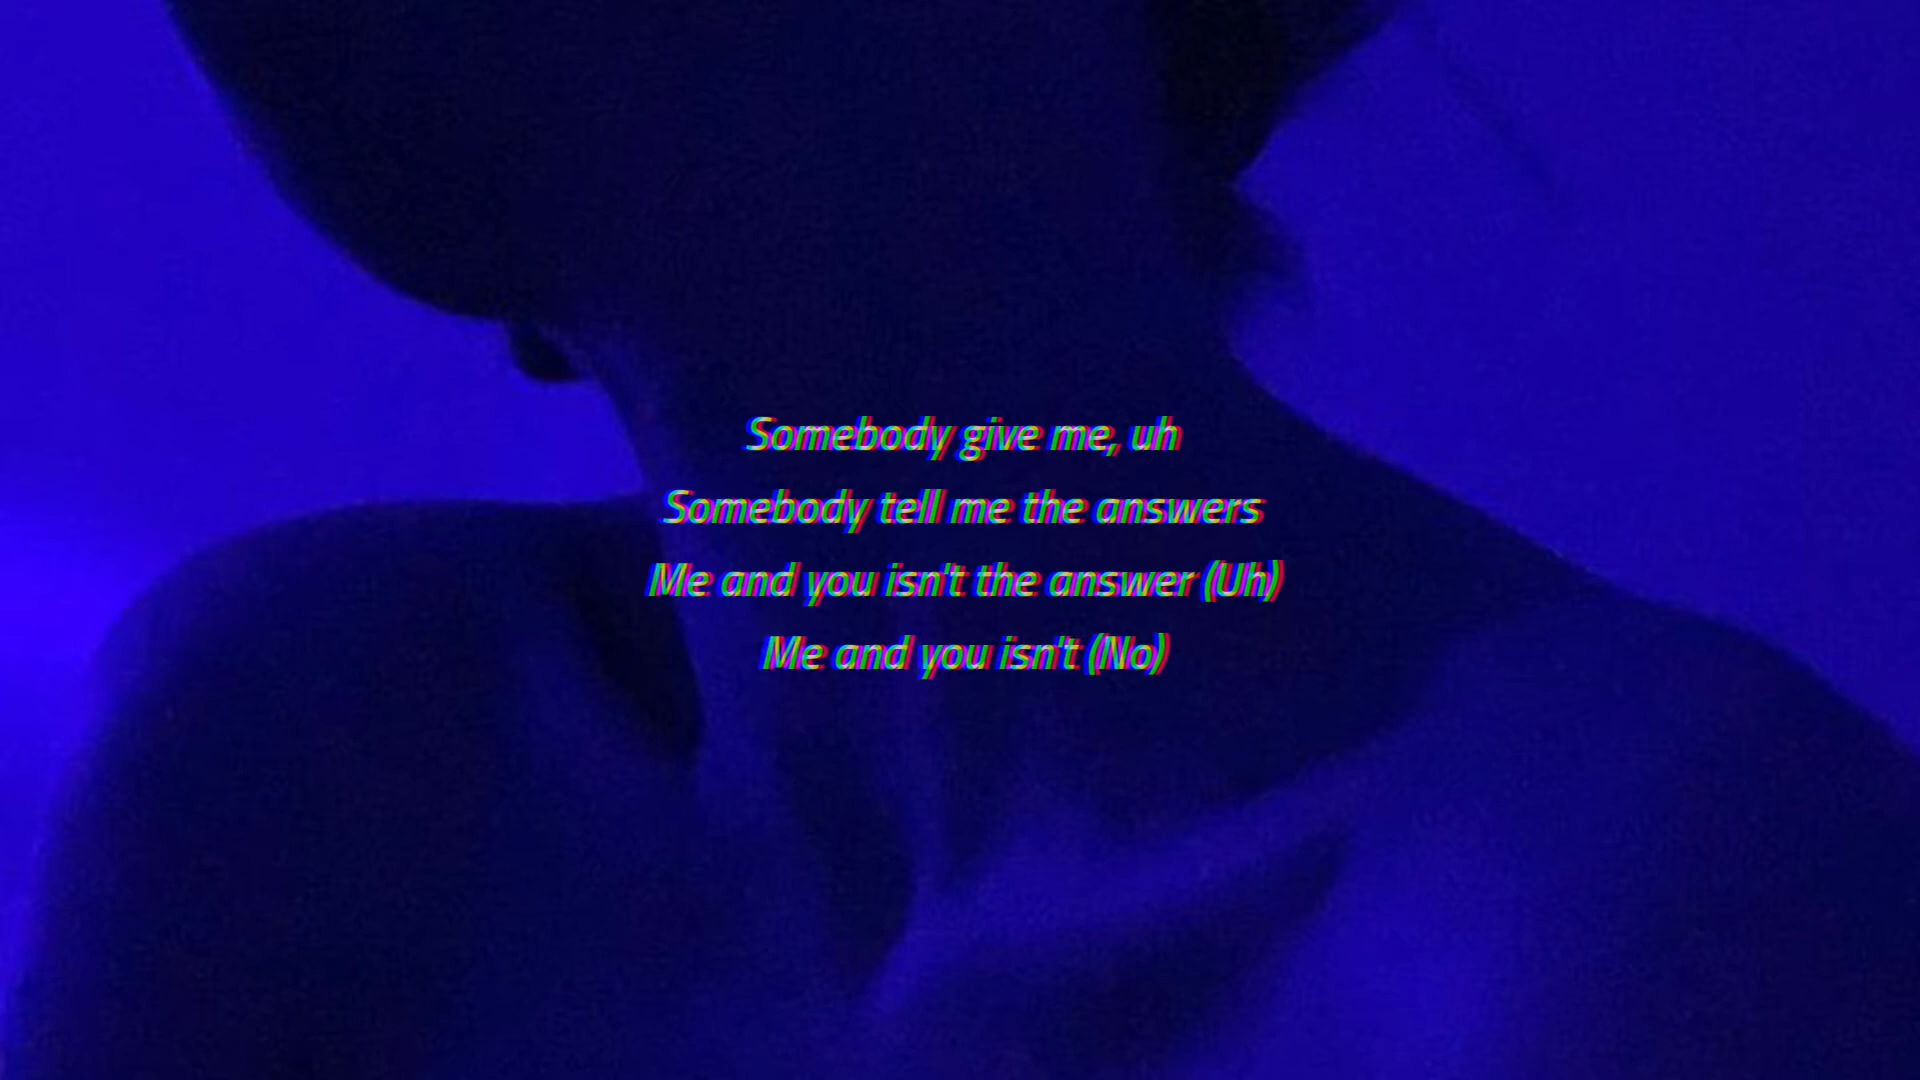 Somebody give me, uh
Somebody tell me the answers
Me and you isn't the answer (Uh)
Me and you isn't (No)